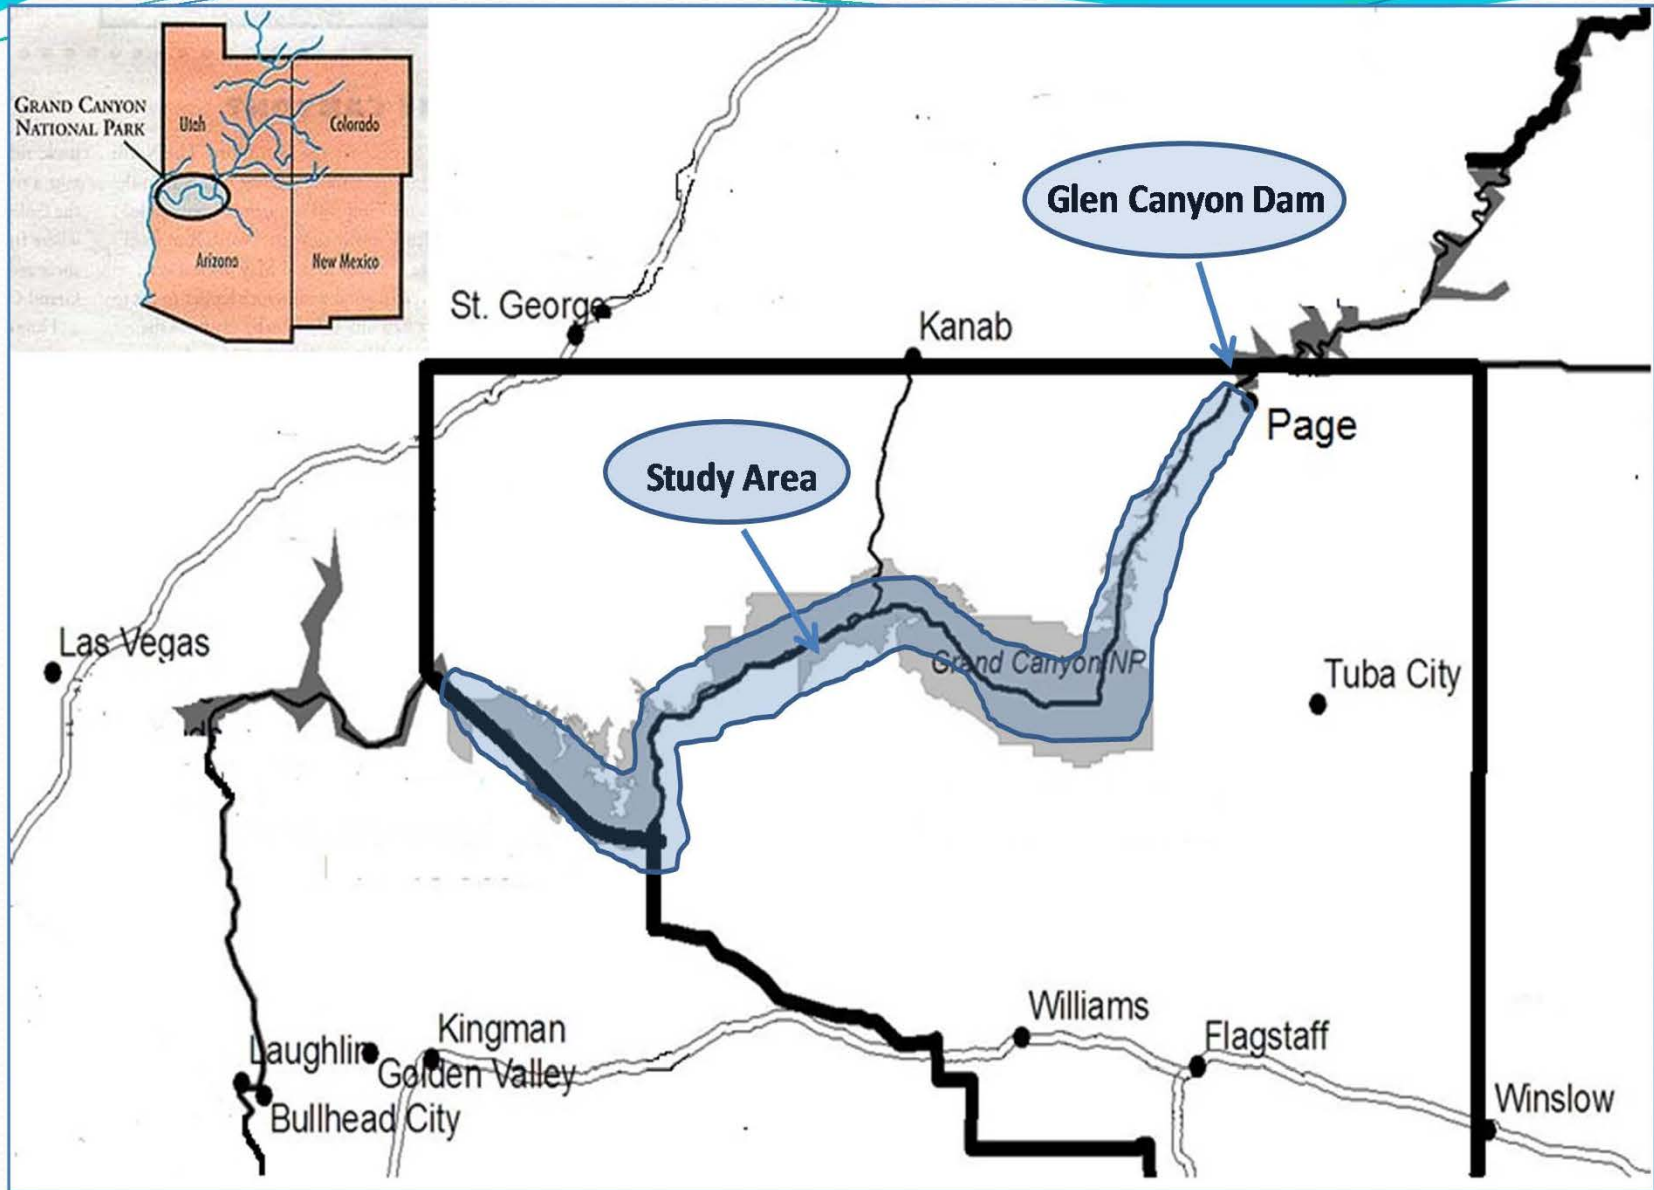 GRAND CANYON
NATIONAL PARK
Utah
Colorado
Arizona
New Mexico
Glen Canyon Dam
St. George
Kanab
Page
Study Area
Las Vegas
Grand Canyon NP
Tuba City
Williams
Kingman
Flagstaff
Laughlin
Golden Valley
Winslow
Bullhead City